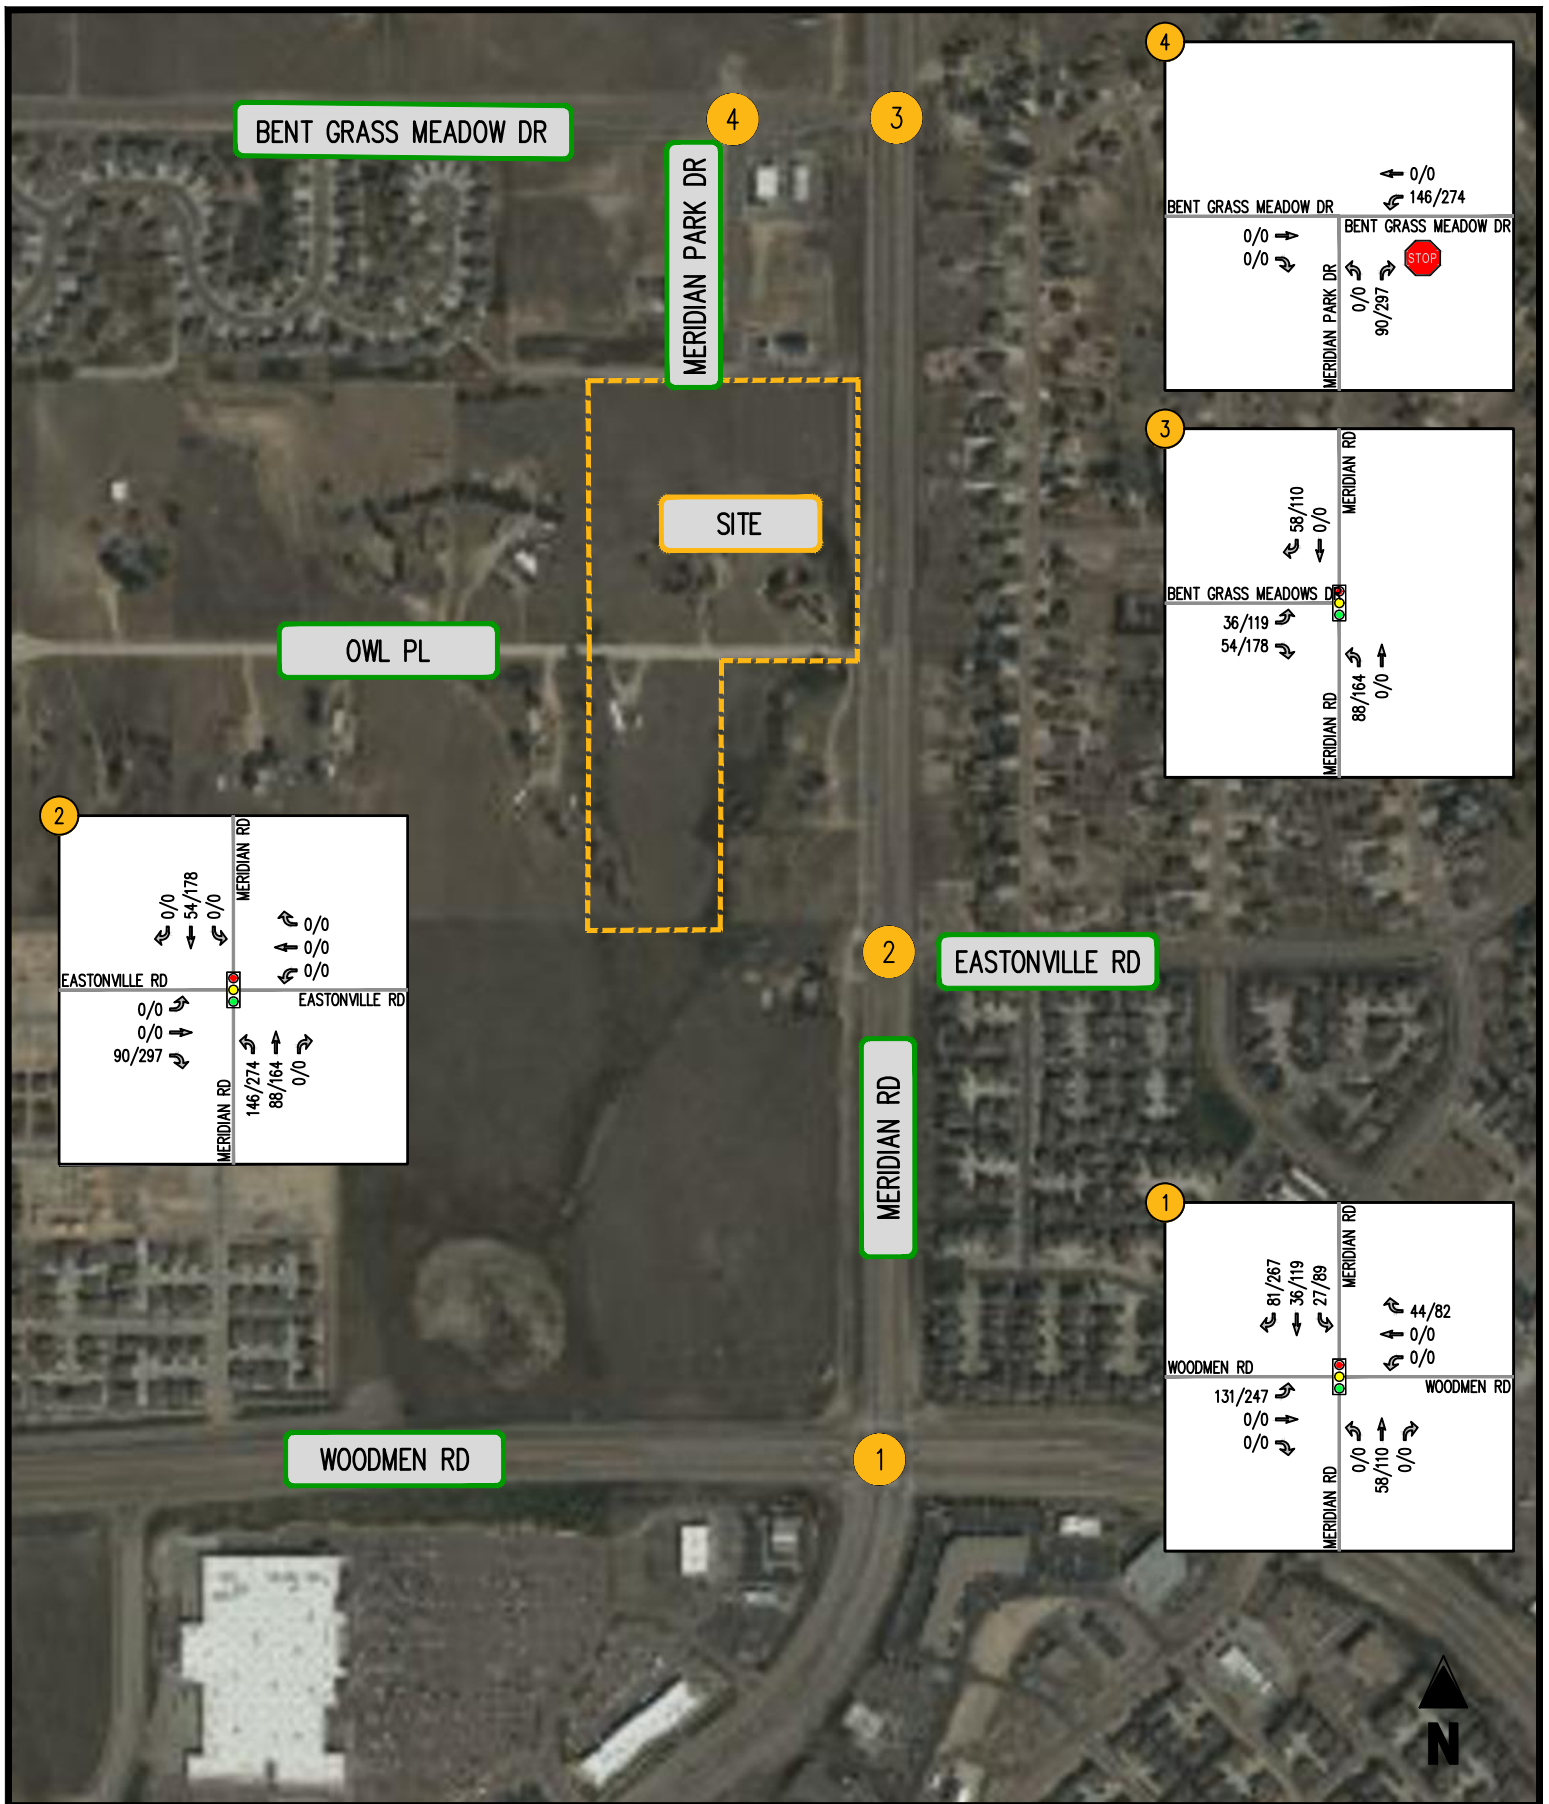 4
BENT GRASS MEADOW DR
4
3
MERIDIAN PARK DR
0/0
146/274
BENT GRASS MEADOW DR
BENT GRASS MEADOW DR
0/0
0/0
STOP
MERIDIAN PARK DR
0/0
90/297
3
MERIDIAN RD
58/110
0/0
BENT GRASS MEADOWS DR
36/119
54/178
MERIDIAN RD
88/164
0/0
SITE
OWL PL
2
MERIDIAN RD
0/0
54/178
0/0
0/0
0/0
0/0
EASTONVILLE RD
EASTONVILLE RD
0/0
0/0
90/297
MERIDIAN RD
146/274
88/164
0/0
2
EASTONVILLE RD
MERIDIAN RD
1
MERIDIAN RD
81/267
36/119
27/89
44/82
0/0
0/0
WOODMEN RD
WOODMEN RD
131/247
0/0
0/0
MERIDIAN RD
0/0
58/110
0/0
WOODMEN RD
1
N